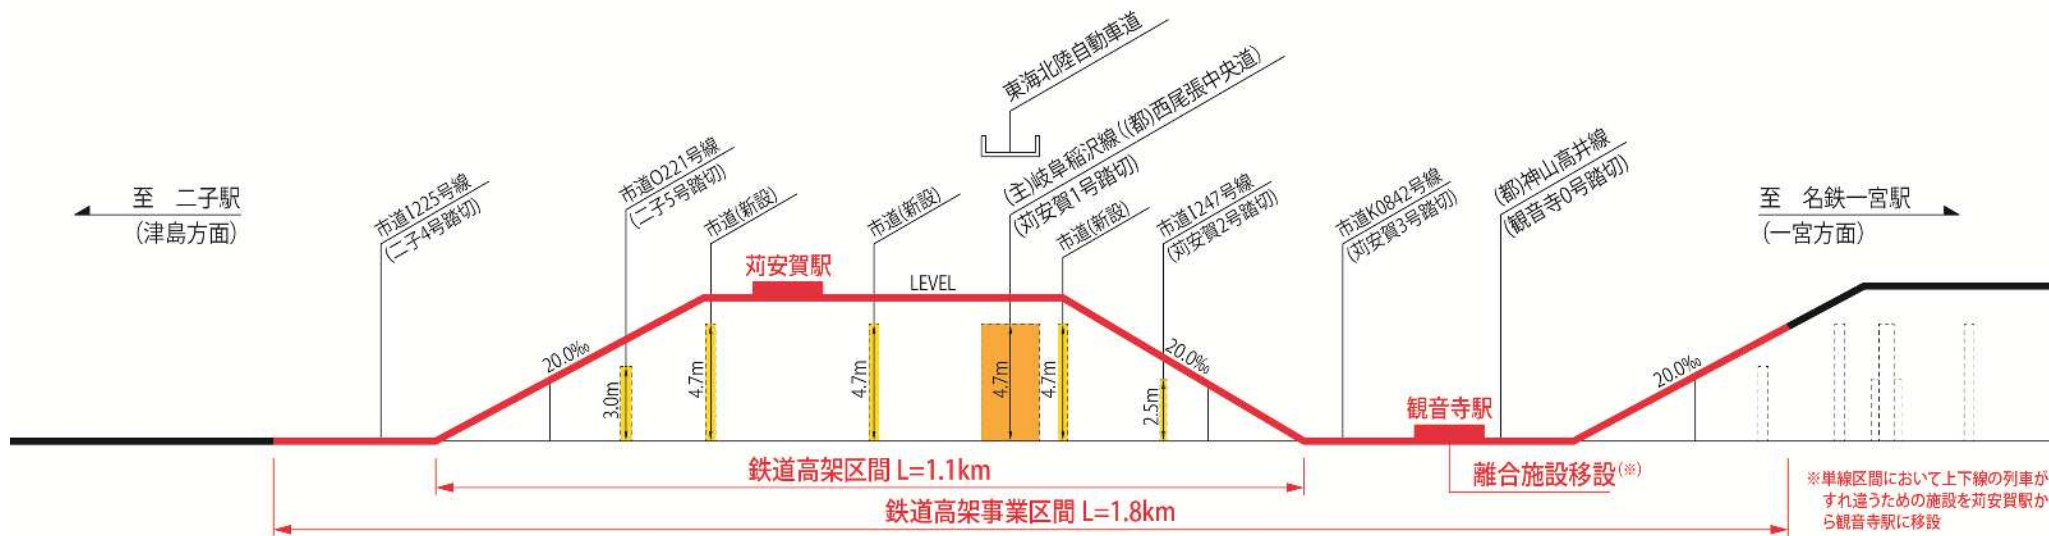 東海北陸自動車道
(主)岐阜稲沢線((都)西尾張中央道)
(苅安賀1号踏切)
至 二子駅
(津島方面)
市道I225号線
(二子4号踏切)
市道O221号線
(二子5号踏切)
市道(新設)
市道(新設)
市道(新設)
市道I247号線
(苅安賀2号踏切)
市道K0842号線
(苅安賀3号踏切)
(都)神山高井線
(観音寺0号踏切)
至 名鉄一宮駅
(一宮方面)
苅安賀駅
LEVEL
20.0‰
3.0m
4.7m
4.7m
4.7m
4.7m
20.0‰
2.5m
観音寺駅
20.0‰
鉄道高架区間 L=1.1km
離合施設移設(※)
鉄道高架事業区間 L=1.8km
※単線区間において上下線の列車が
すれ違うための施設を苅安賀駅か
ら観音寺駅に移設